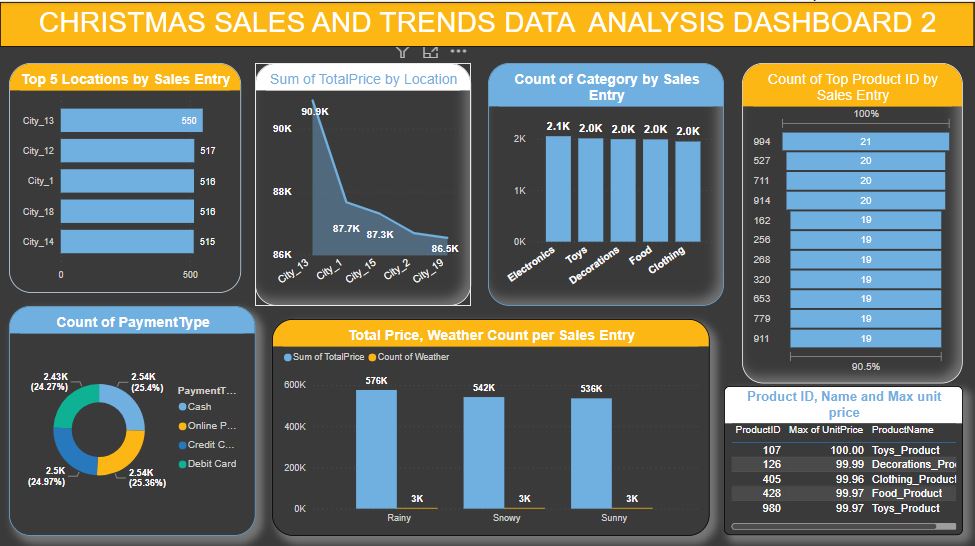 CHRISTMAS SALES AND TRENDS DATA ANALYSIS DASHBOARD 2
Top 5 Locations by Sales Entry
City_13
550
City_12
517
City_1
516
City_18
516
City_14
515
0
500
Sum of TotalPrice by Location
90K
88K
86K
90.9K
87.7K
87.3K
86.5K
City_13
City_1
City_15
City_2
City_19
Count of Category by Sales
Entry
2K
1K
0K
2.1K
2.0K
2.0K
2.0K
2.0K
Electronics
Toys
Decorations
Food
Clothing
Count of Top Product ID by
Sales Entry
100%
994
21
527
20
711
20
914
20
162
19
256
19
268
19
320
19
653
19
779
19
911
19
90.5%
Count of PaymentType
2.43K
(24.27%)
2.54K
(25.4%)
2.5K
(24.97%)
2.54K
(25.36%)
PaymentT...
Cash
Online P...
Credit C...
Debit Card
Total Price, Weather Count per Sales Entry
Sum of TotalPrice
Count of Weather
600K
400K
200K
0K
576K
3K
542K
3K
536K
3K
Rainy
Snowy
Sunny
Product ID, Name and Max unit
price
ProductID Max of UnitPrice ProductName
107 100.00 Toys_Product
126 99.99 Decorations_Pro
405 99.96 Clothing_Product
428 99.97 Food_Product
980 99.97 Toys_Product